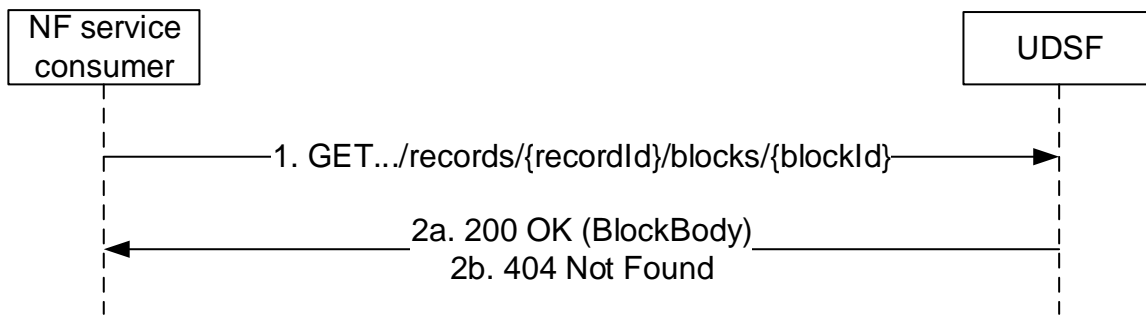 NF service
consumer
UDSF
1. GET.../records/{recordId}/blocks/{blockId}
2a. 200 OK (BlockBody)
2b. 404 Not Found